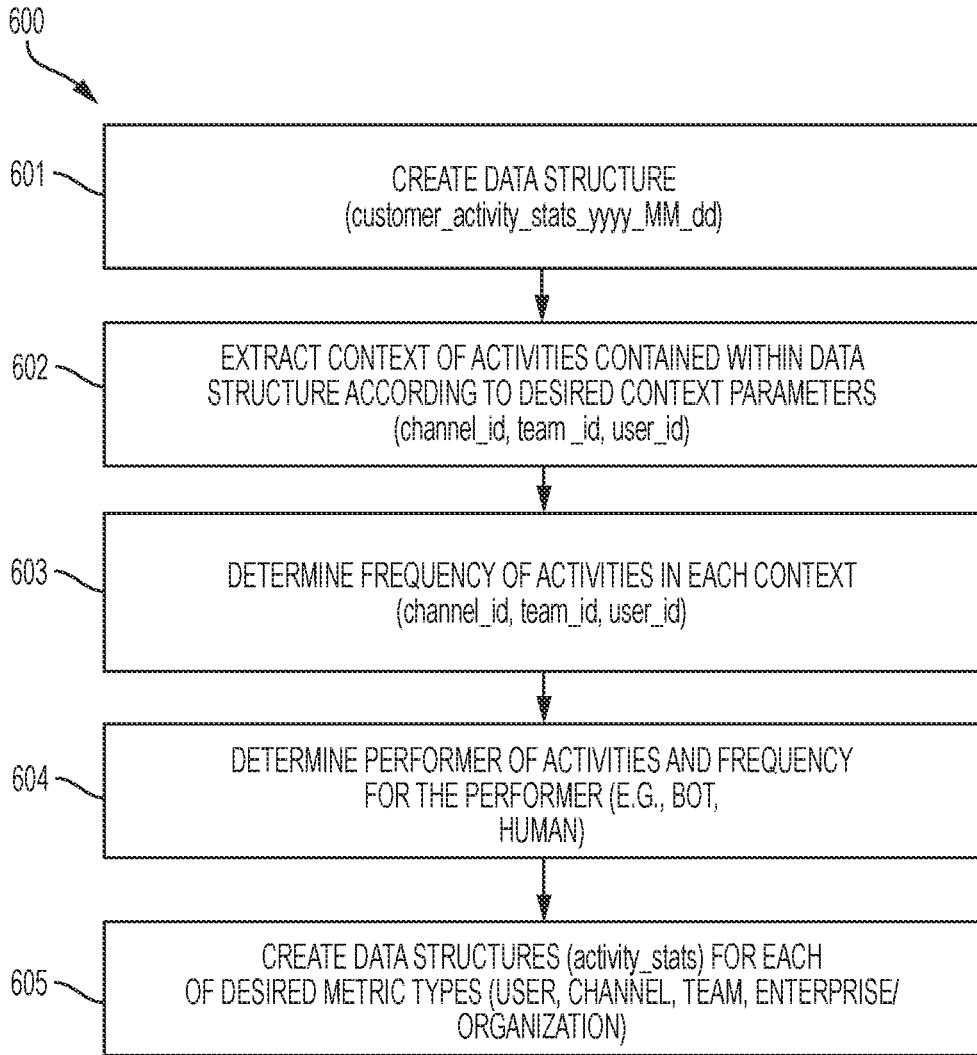 600
601
CREATE DATA STRUCTURE
(customer_activity_stats_yyyy_MM_dd)
602
EXTRACT CONTEXT OF ACTIVITIES CONTAINED WITHIN DATA
STRUCTURE ACCORDING TO DESIRED CONTEXT PARAMETERS
(channel_id, team _id, user_id)
603
DETERMINE FREQUENCY OF ACTIVITIES IN EACH CONTEXT
(channel_id, team_id, user_id)
604
DETERMINE PERFORMER OF ACTIVITIES AND FREQUENCY
FOR THE PERFORMER (E.G., BOT,
HUMAN)
605
CREATE DATA STRUCTURES (activity_stats) FOR EACH
OF DESIRED METRIC TYPES (USER, CHANNEL, TEAM, ENTERPRISE/
ORGANIZATION)